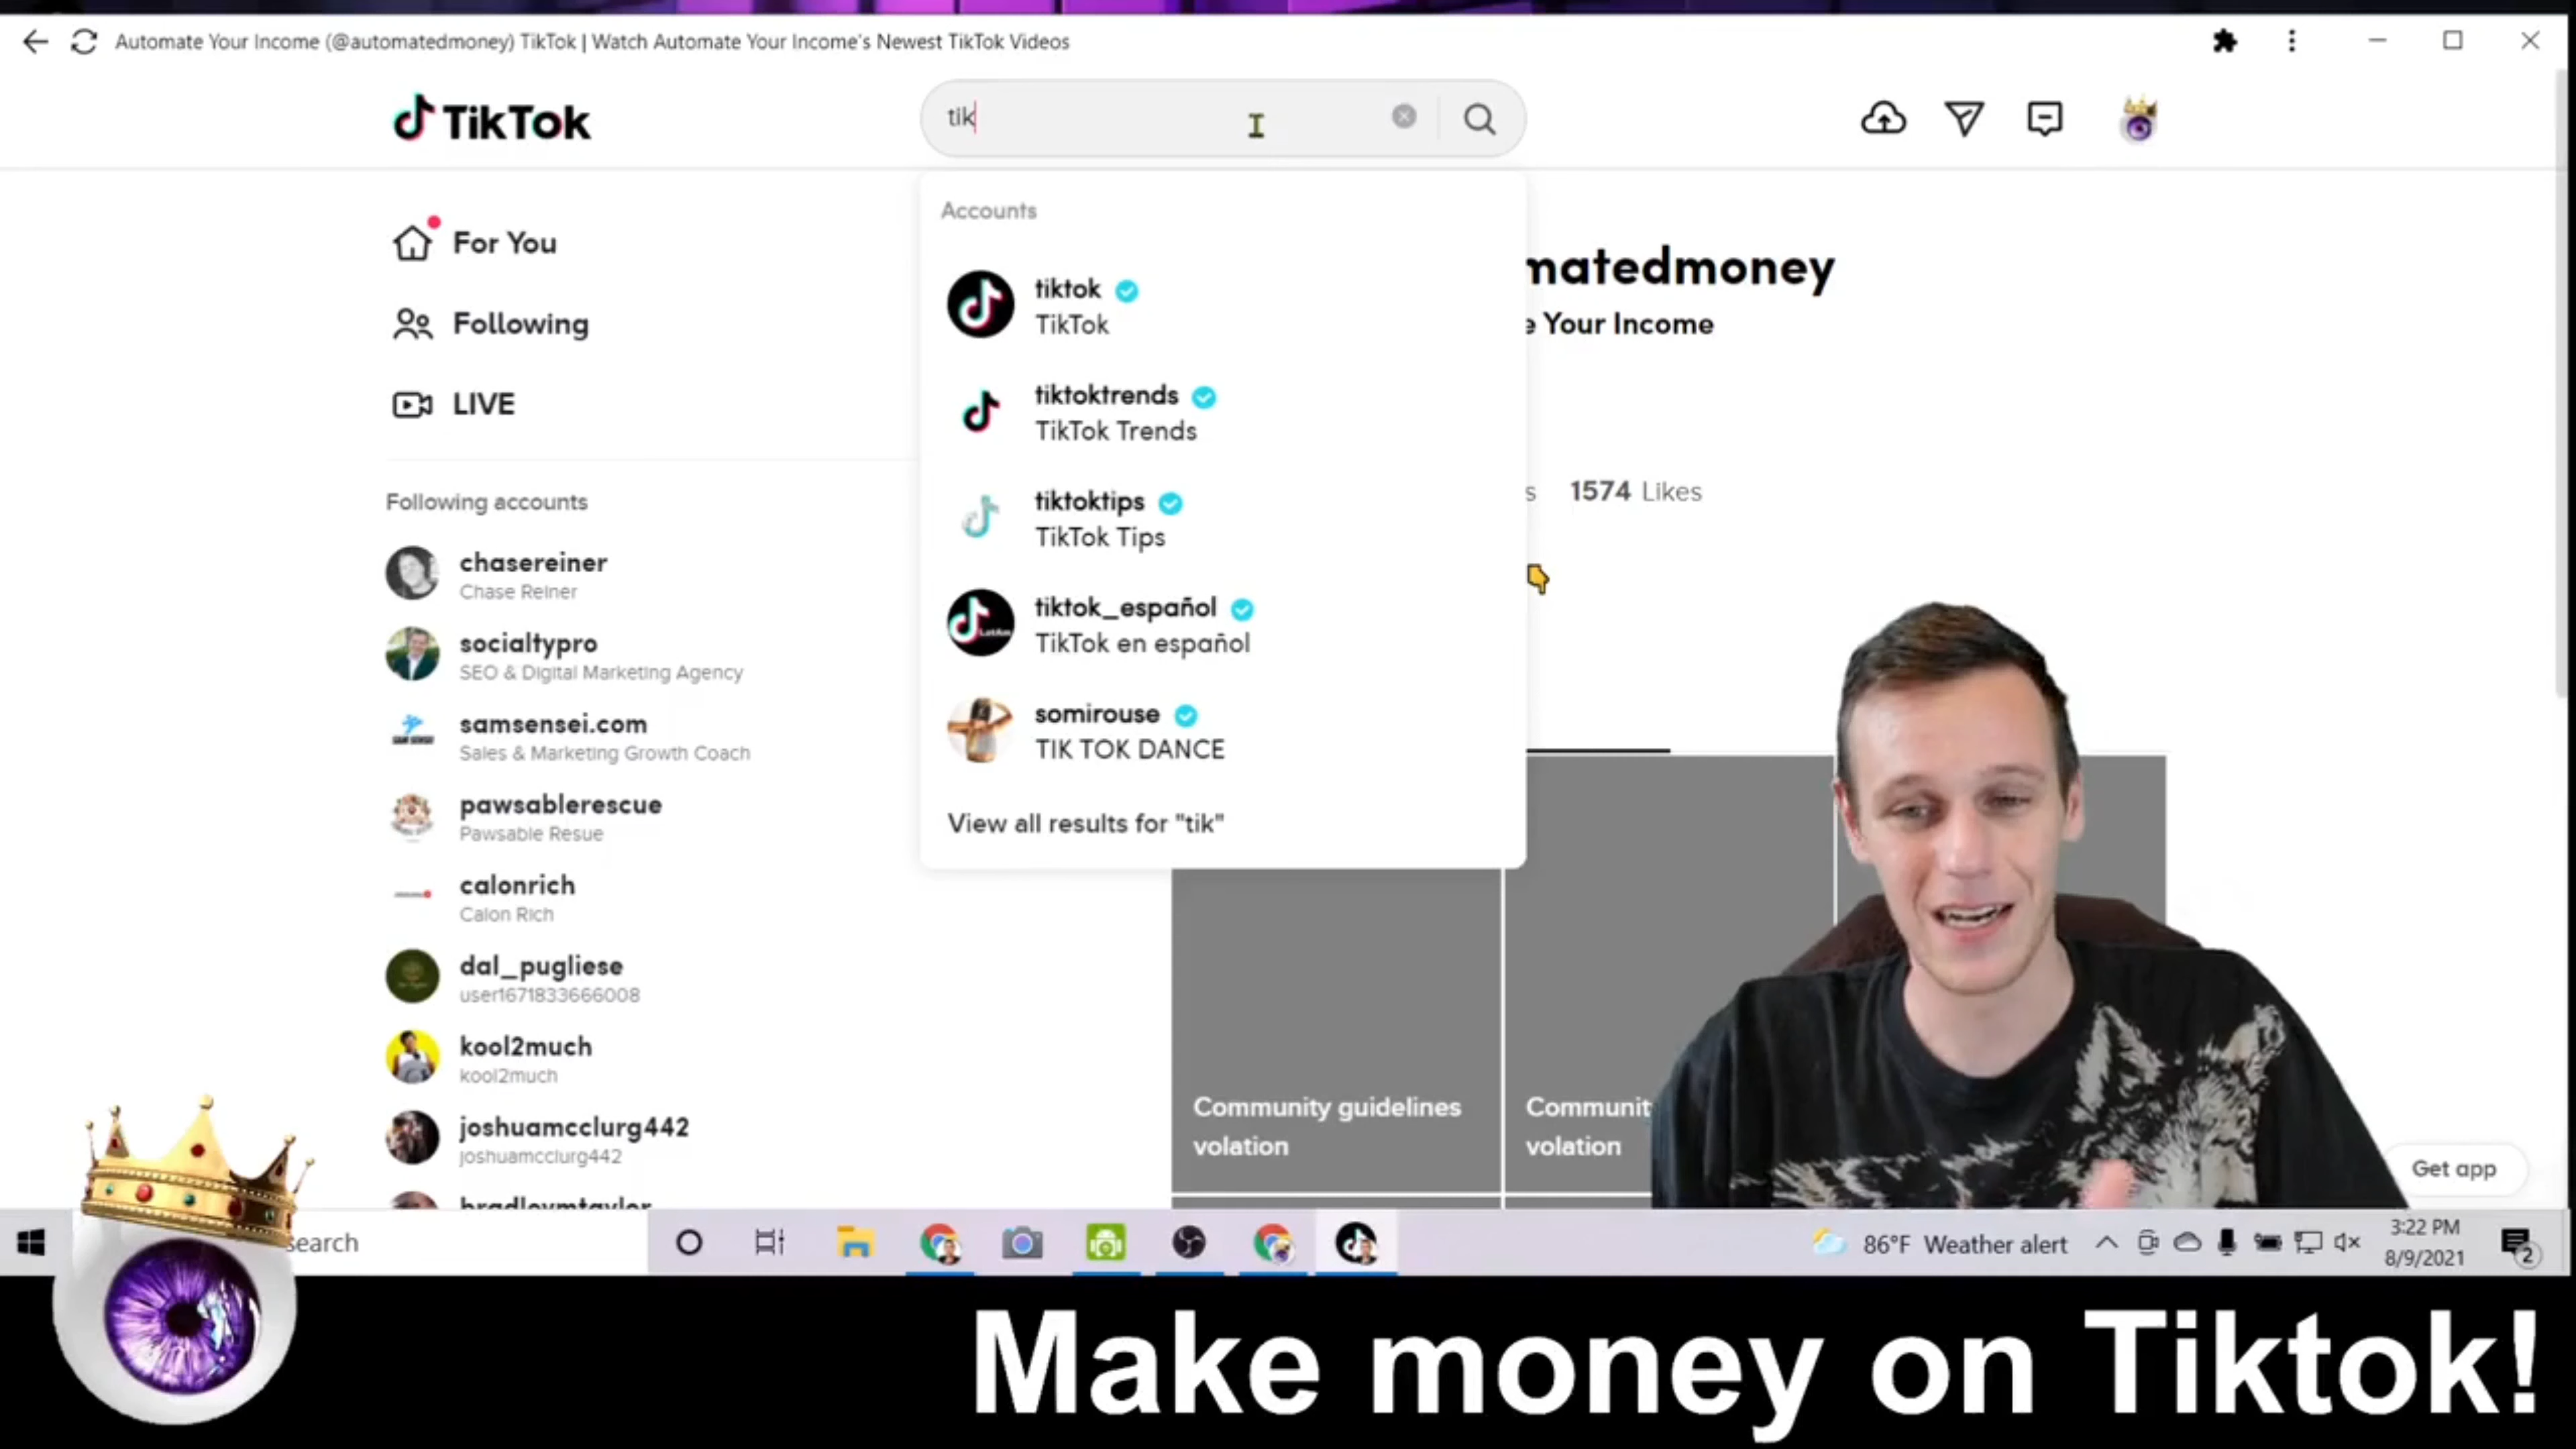 Automate Your Income (@automatedmoney) TikTok | Watch Automate Your Income's Newest TikTok Videos
TikTok
tik
For You
Following
LIVE
Following accounts
chasereiner
Chase Reiner
socialtypro
SEO & Digital Marketing Agency
samsensei.com
Sales & Marketing Growth Coach
pawsablerescue
Pawsable Resue
calonrich
Calon Rich
dal_pugliese
user1671833666008
kool2much
kool2much
joshuamcclurg442
joshuamcclurg442
bradleymtaylor
Accounts
tiktok
TikTok
tiktoktrends
TikTok Trends
tiktoktips
TikTok Tips
tiktok_español
TikTok en español
somirouse
TIK TOK DANCE
View all results for "tik"
matedmoney
e Your Income
s 1574 Likes
Community guidelines
volation
Communit
volation
Get app
search
86°F Weather alert
3:22 PM
8/9/2021
2
Make money on Tiktok!